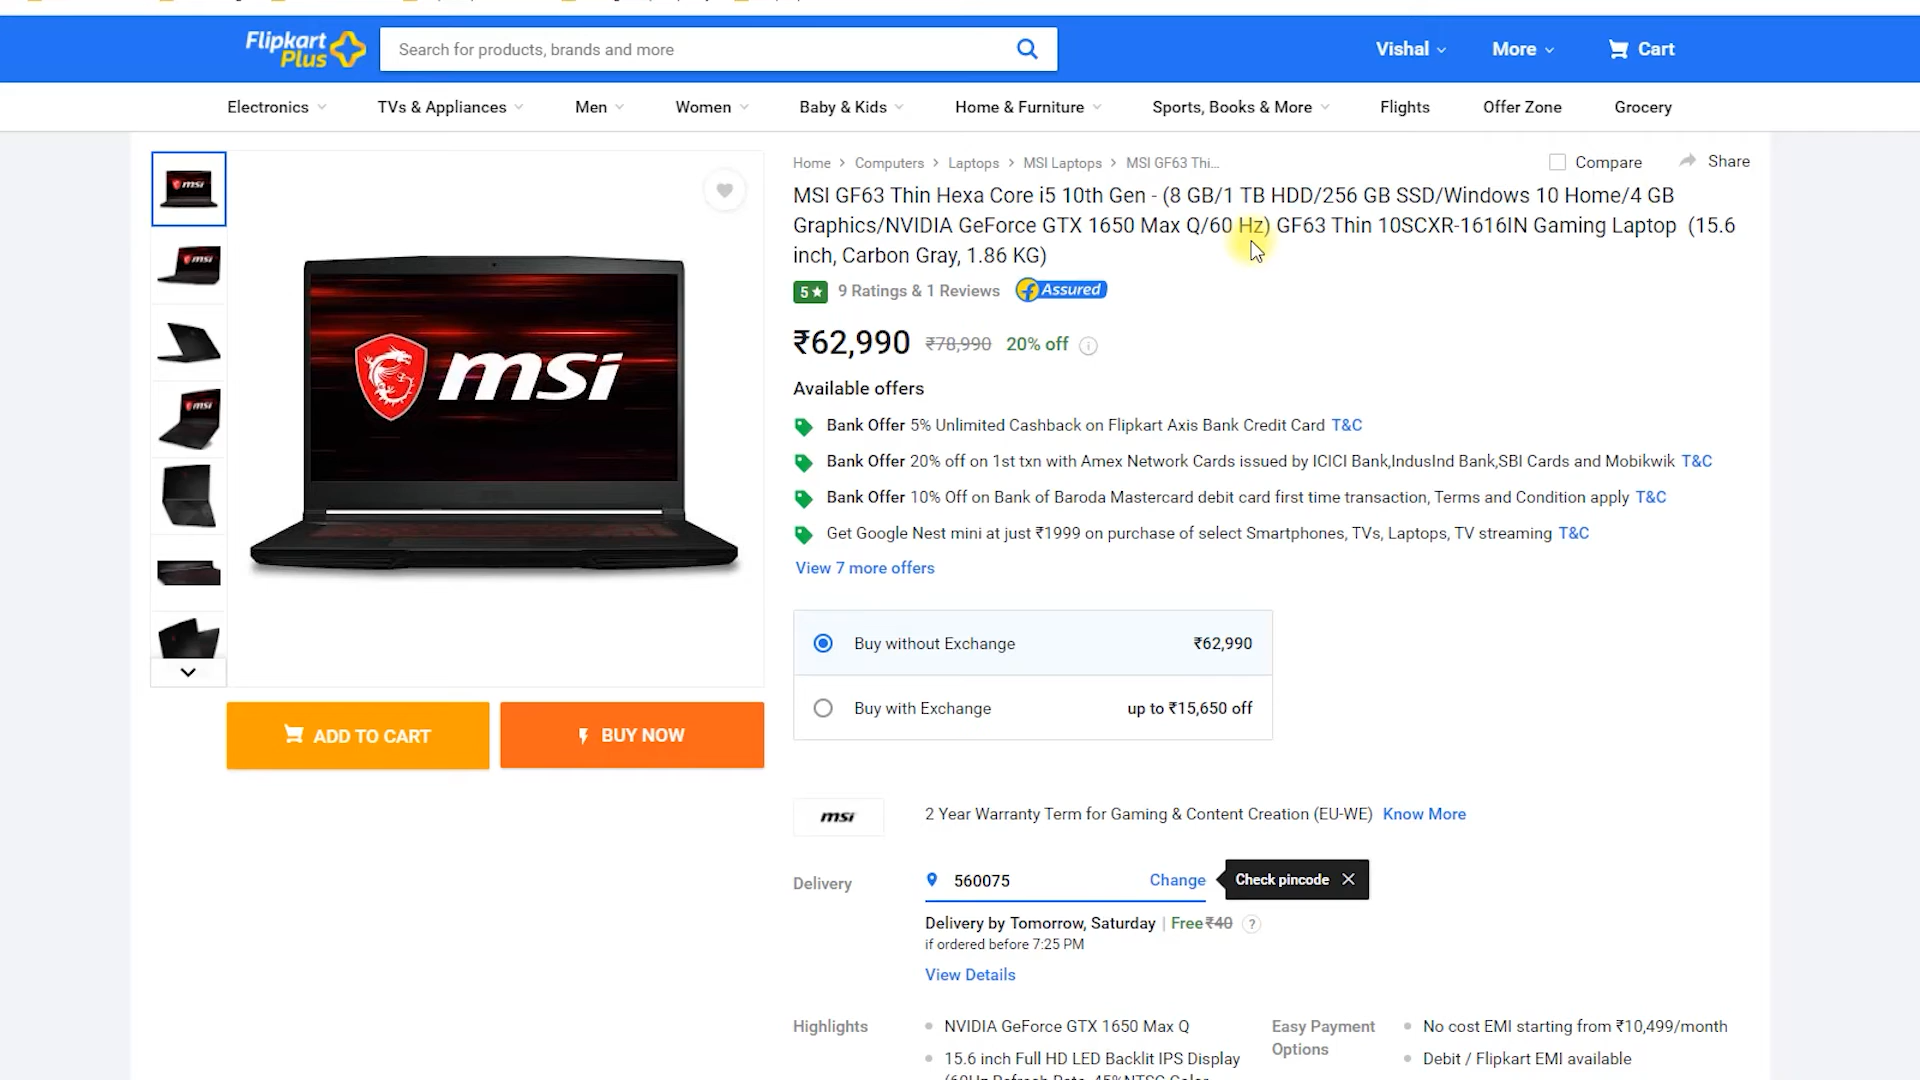 Flipkart
Plus
Search for products, brands and more
Vishal
More
Cart
Electronics
TVs & Appliances
Men
Women
Baby & Kids
Home & Furniture
Sports, Books & More
Flights
Offer Zone
Grocery
Home > Computers > Laptops > MSI Laptops > MSI GF63 Thi...
Compare
Share
MSI GF63 Thin Hexa Core i5 10th Gen - (8 GB/1 TB HDD/256 GB SSD/Windows 10 Home/4 GB
Graphics/NVIDIA GeForce GTX 1650 Max Q/60 Hz) GF63 Thin 10SCXR-1616IN Gaming Laptop (15.6
inch, Carbon Gray, 1.86 KG)
5★ 9 Ratings & 1 Reviews Assured
₹62,990 ₹78,990 20% off
msi
Available offers
Bank Offer 5% Unlimited Cashback on Flipkart Axis Bank Credit Card T&C
Bank Offer 20% off on 1st txn with Amex Network Cards issued by ICICI Bank,IndusInd Bank,SBI Cards and Mobikwik T&C
Bank Offer 10% Off on Bank of Baroda Mastercard debit card first time transaction, Terms and Condition apply T&C
Get Google Nest mini at just ₹1999 on purchase of select Smartphones, TVs, Laptops, TV streaming T&C
View 7 more offers
Buy without Exchange ₹62,990
Buy with Exchange up to ₹15,650 off
ADD TO CART
BUY NOW
msi
2 Year Warranty Term for Gaming & Content Creation (EU-WE) Know More
Delivery
560075
Change
Check pincode
Delivery by Tomorrow, Saturday | Free ₹40 ?
if ordered before 7:25 PM
View Details
Highlights
NVIDIA GeForce GTX 1650 Max Q
15.6 inch Full HD LED Backlit IPS Display
Easy Payment
Options
No cost EMI starting from ₹10,499/month
Debit / Flipkart EMI available